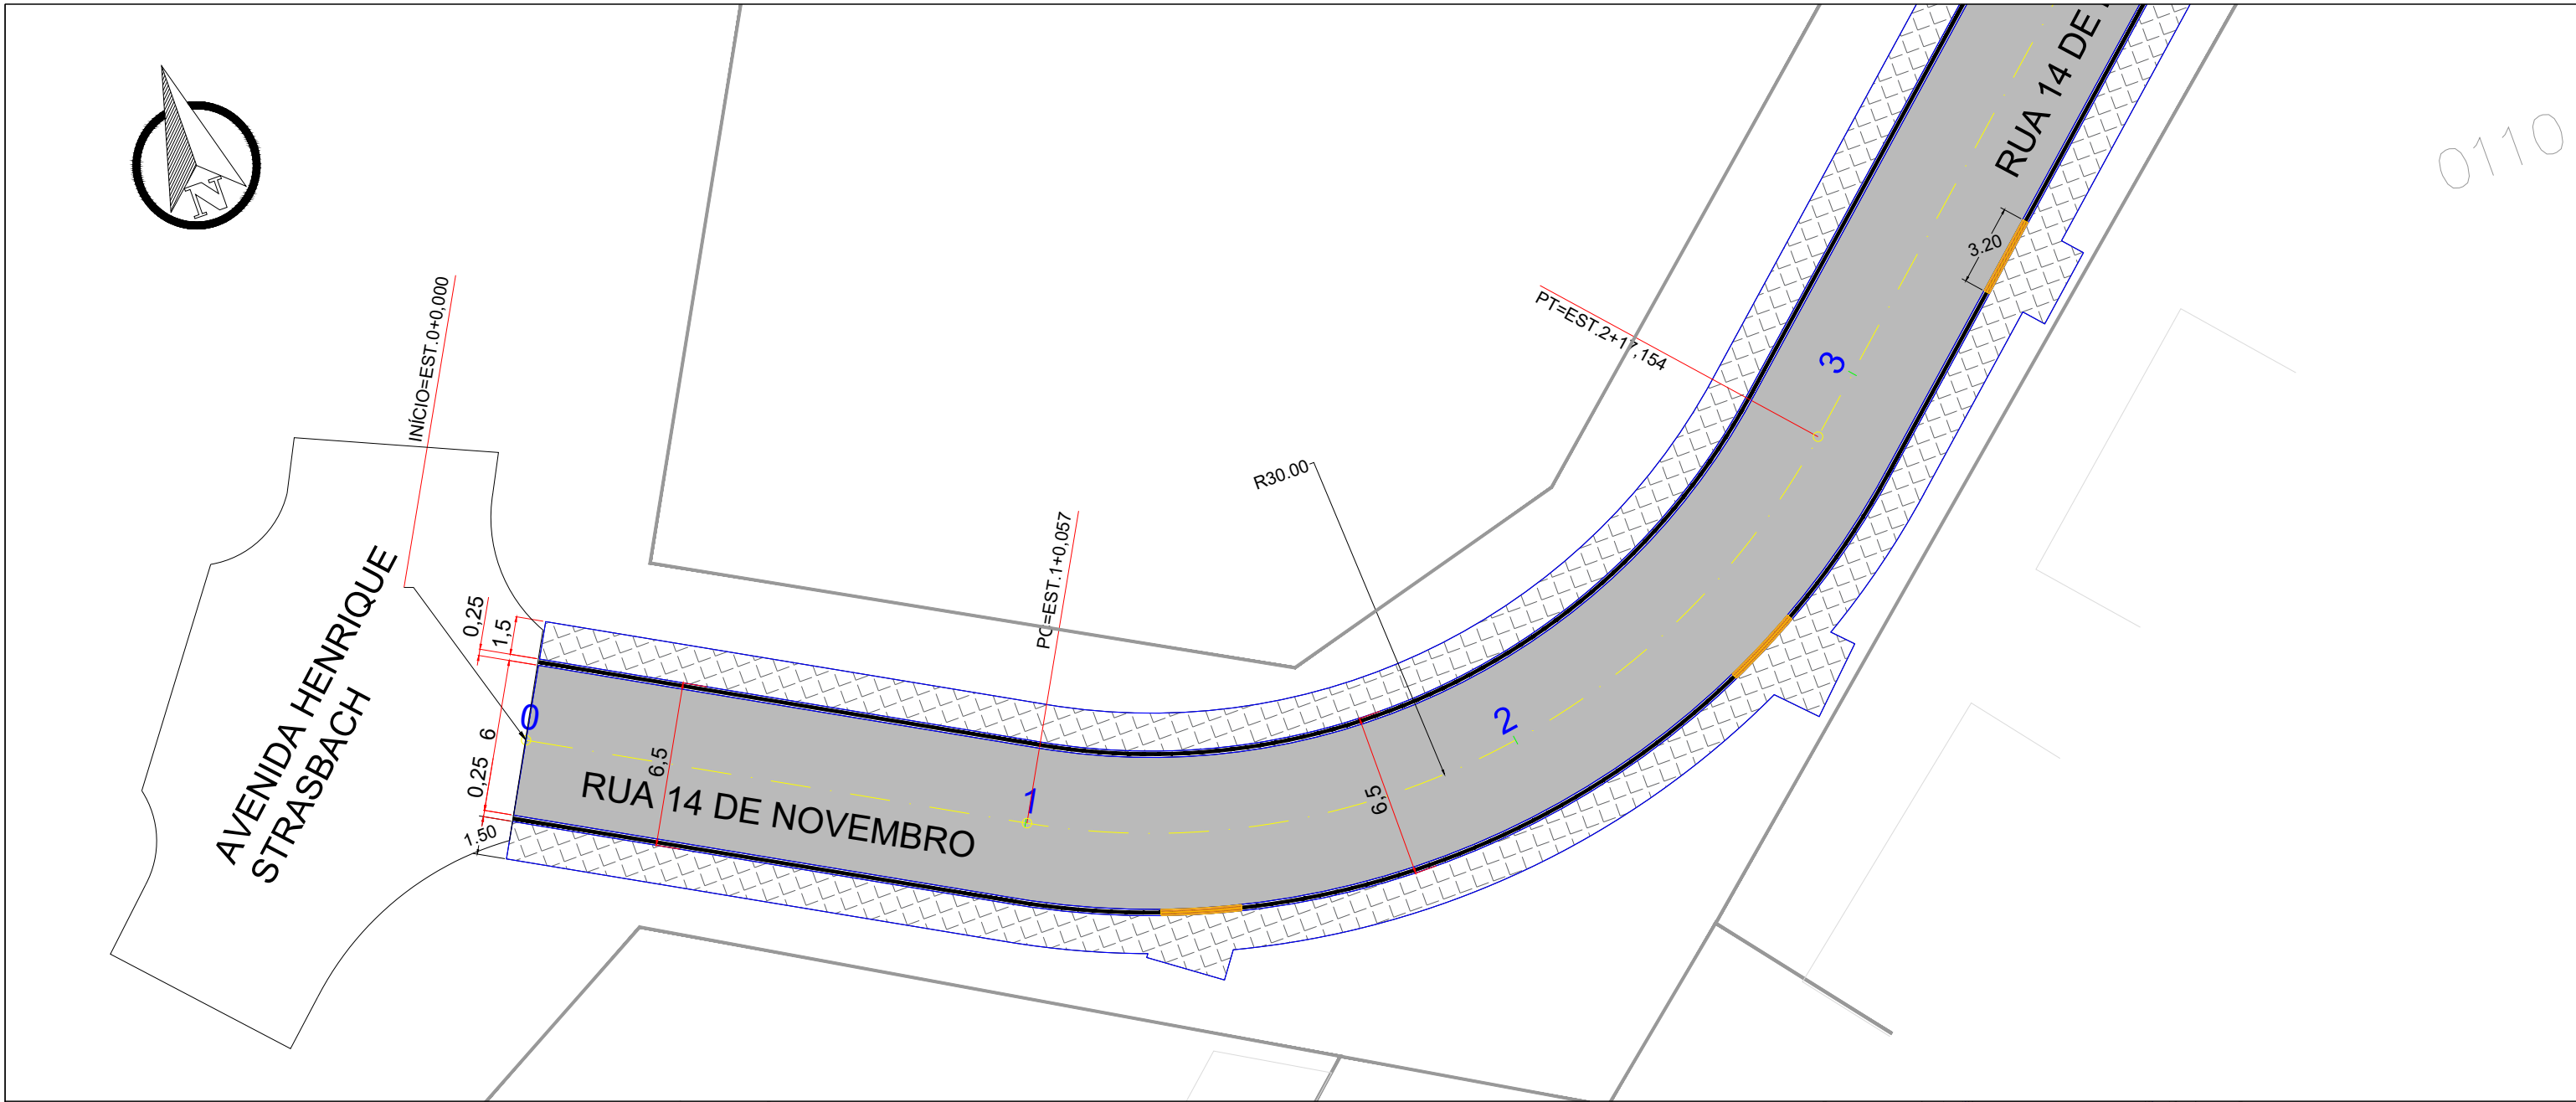 N
INÍCIO=EST.0+0,000
AVENIDA HENRIQUE
STRASBACH
0,25
1,5
6
0,25
1.50
0
6,5
RUA 14 DE NOVEMBRO
PC=EST.1+0,057
1
R30.00
6,5
2
PT=EST.2+17,154
3
3.20
RUA 14 DE
0110